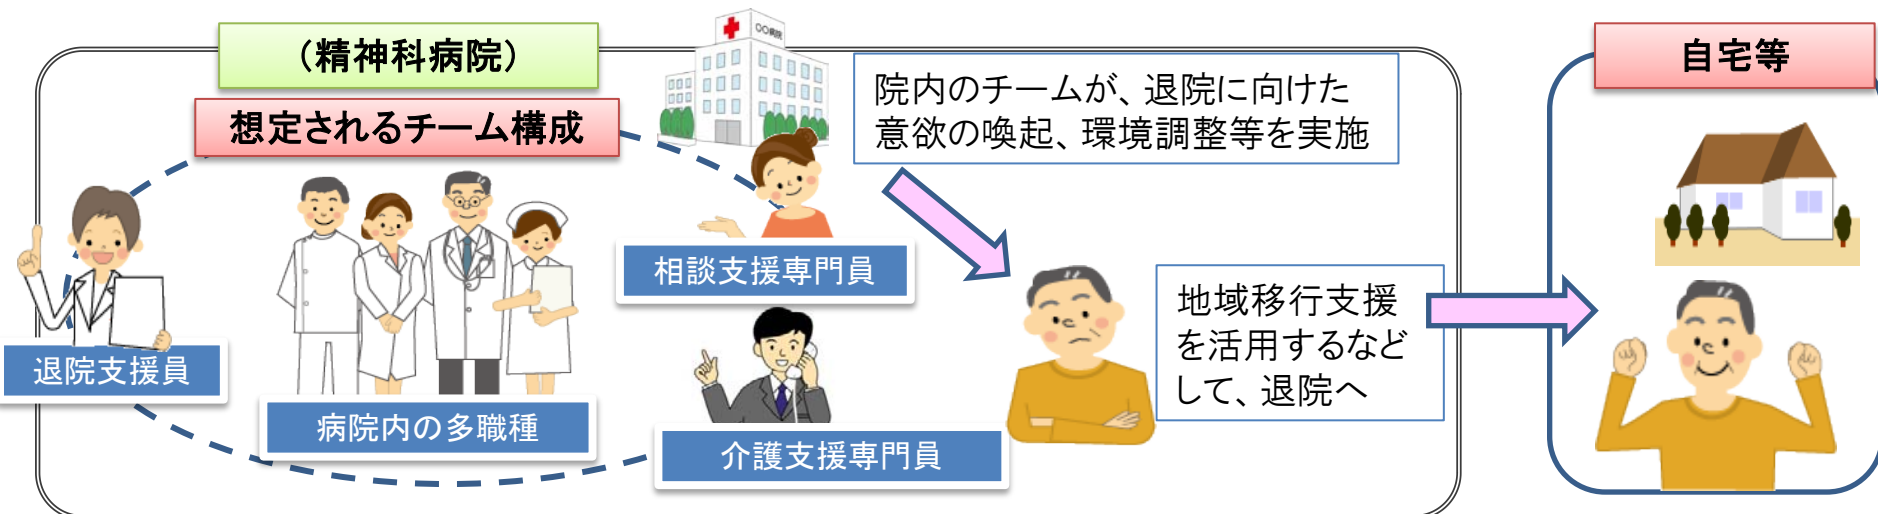 （精神科病院）
想定されるチーム構成
〇〇病院
院内のチームが、退院に向けた
意欲の喚起、環境調整等を実施
自宅等
相談支援専門員
退院支援員
病院内の多職種
介護支援専門員
地域移行支援
を活用するなど
して、退院へ